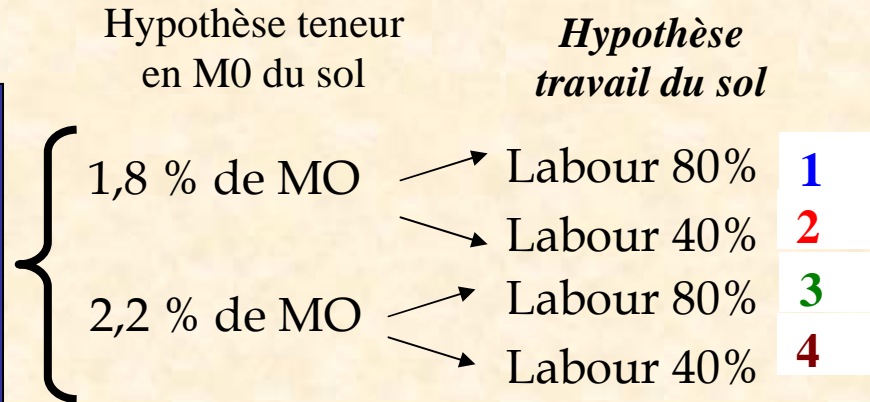 Hypothèse teneur
en M0 du sol
Hypothèse
travail du sol
1,8 % de MO
Labour 80% 1
Labour 40% 2
2,2 % de MO
Labour 80% 3
Labour 40% 4